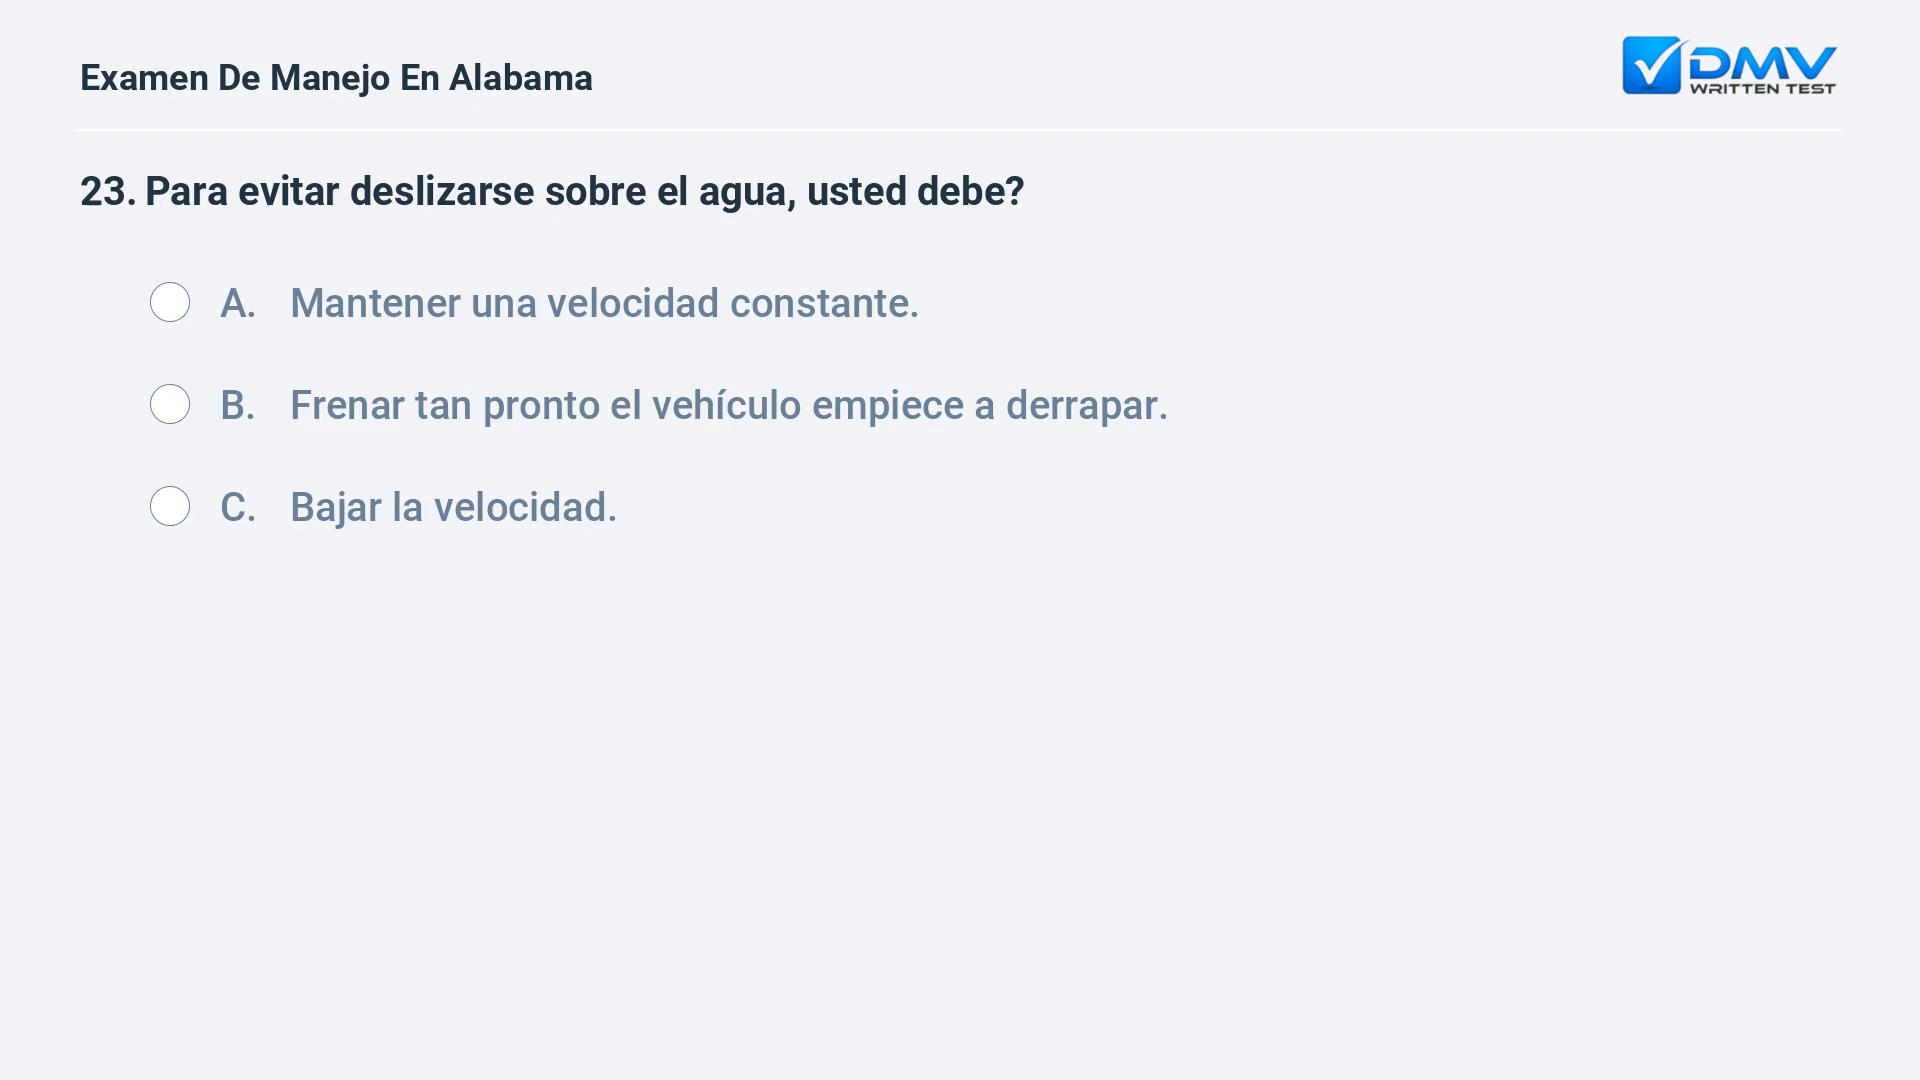 Examen De Manejo En Alabama
DMV
WRITTEN TEST
23. Para evitar deslizarse sobre el agua, usted debe?
A. Mantener una velocidad constante.
B. Frenar tan pronto el vehículo empiece a derrapar.
C. Bajar la velocidad.